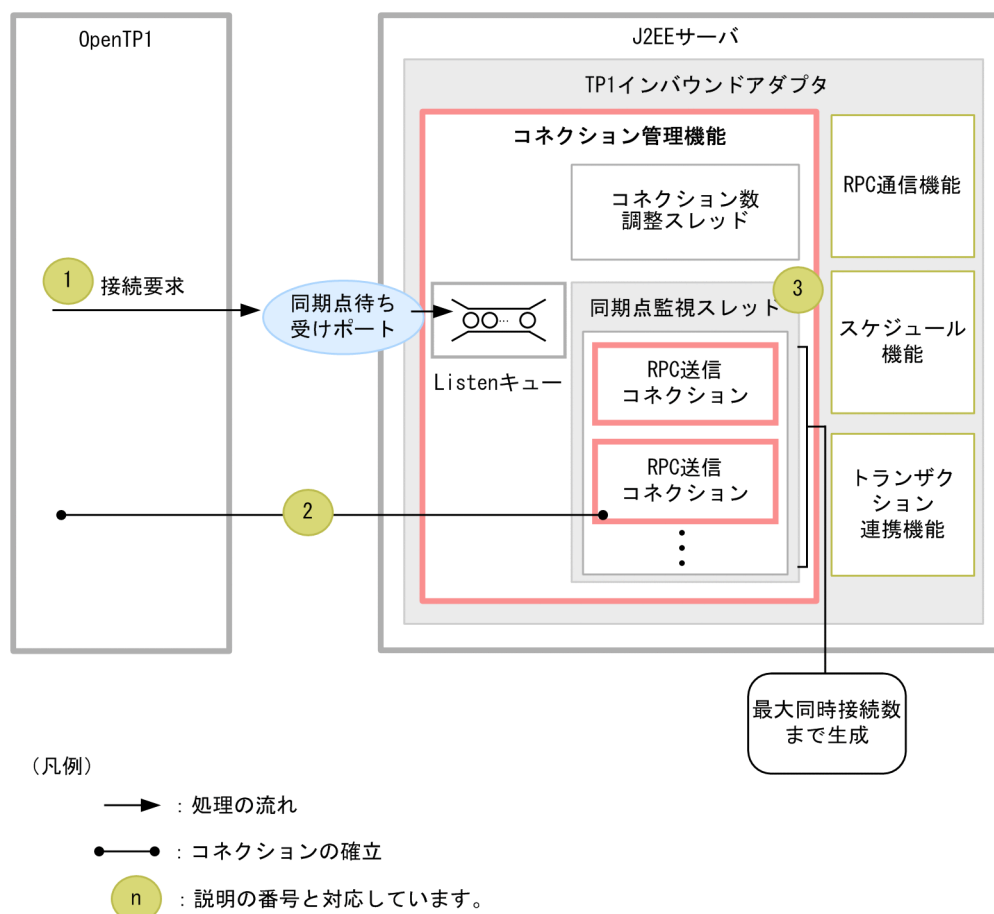 OpenTP1
J2EEサーバ
TP1インバウンドアダプタ
コネクション管理機能
コネクション数
調整スレッド
RPC通信機能
1
接続要求
同期点待ち
受けポート
Listenキュー
3
同期点監視スレッド
RPC送信
コネクション
RPC送信
コネクション
スケジュール
機能
2
トランザク
ション
連携機能
最大同時接続数
まで生成
（凡例）
：処理の流れ
：コネクションの確立
n
：説明の番号と対応しています。